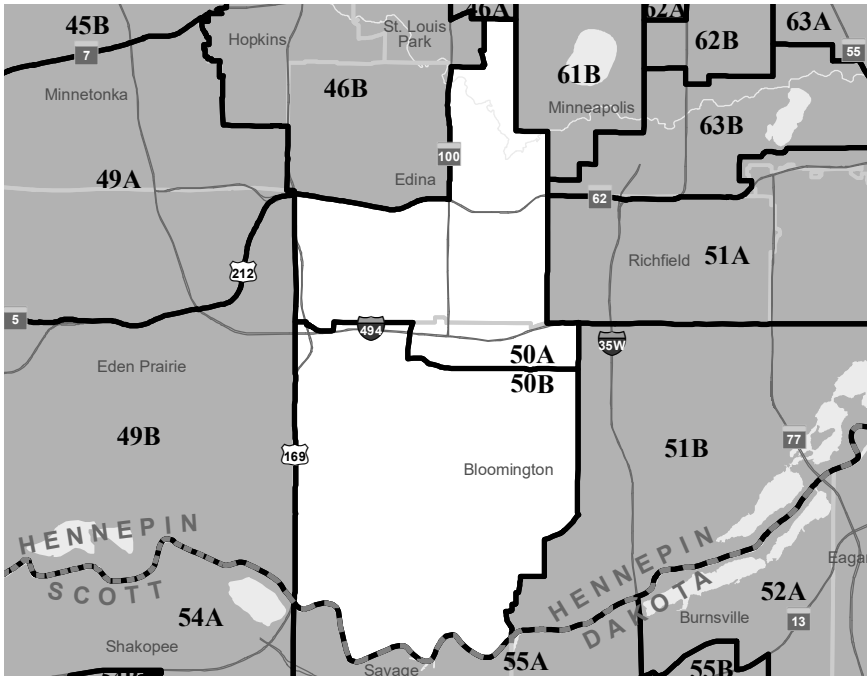 45B
46A
62A
63A
7
Hopkins
St. Louis
Park
62B
55
Minnetonka
46B
61B
Minneapolis
63B
100
49A
Edina
62
212
Richfield
51A
5
494
50A
35W
Eden Prairie
50B
49B
51B
77
169
Bloomington
HENNEPIN
SCOTT
HENNEPIN
DAKOTA
Eagan
54A
52A
Burnsville
13
Shakopee
Savage
55A
55B